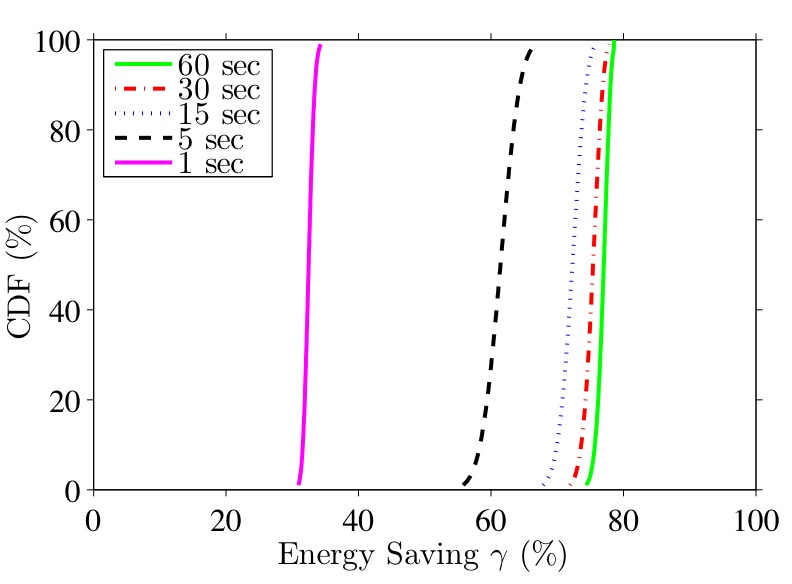 100
80
60
40
20
0
CDF (%)
60 sec
30 sec
15 sec
5 sec
1 sec
0 20 40 60 80 100
Energy Saving γ (%)